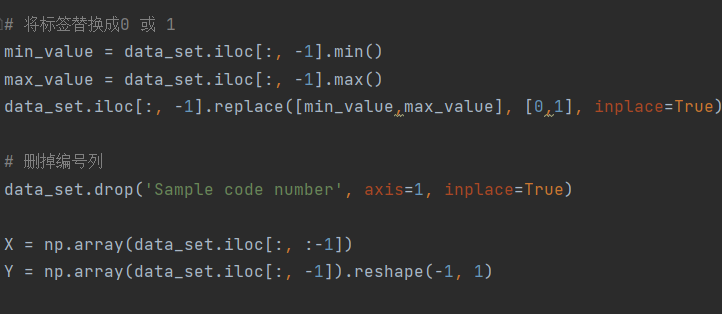 # 将标签替换成0 或 1
min_value = data_set.iloc[:, -1].min()
max_value = data_set.iloc[:, -1].max()
data_set.iloc[:, -1].replace([min_value,max_value], [0,1], inplace=True)
# 删掉编号列
data_set.drop('Sample code number', axis=1, inplace=True)
X = np.array(data_set.iloc[:, :-1])
Y = np.array(data_set.iloc[:, -1]).reshape(-1, 1)